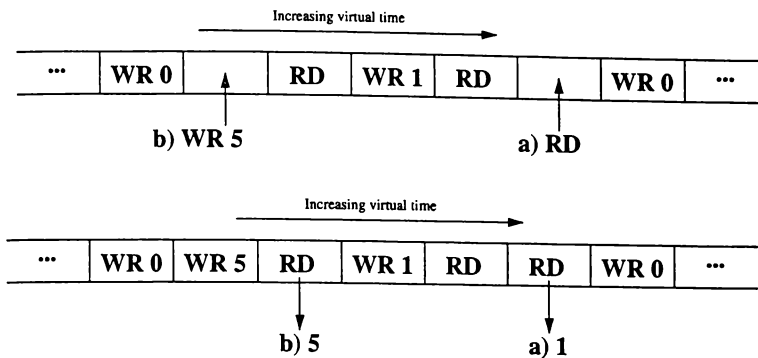 Increasing virtual time
... WR 0 RD WR 1 RD WR 0 ...
b) WR 5 a) RD
Increasing virtual time
... WR 0 WR 5 RD WR 1 RD RD WR 0 ...
b) 5 a) 1